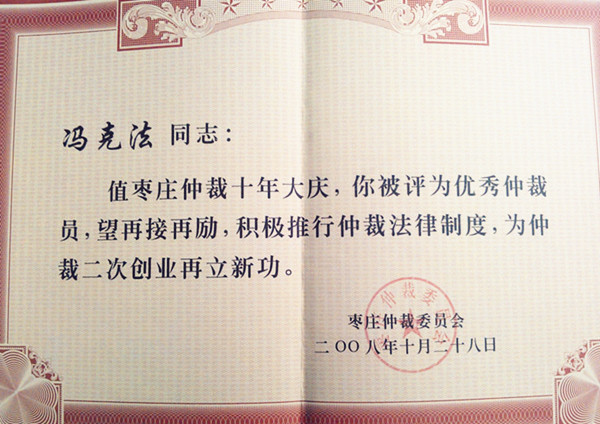 冯克法 同志：
值枣庄仲裁十年大庆，你被评为优秀仲裁
员，望再接再励，积极推行仲裁法律制度，为仲
裁二次创业再立新功。
枣庄仲裁委员会
二〇〇八年十月二十八日